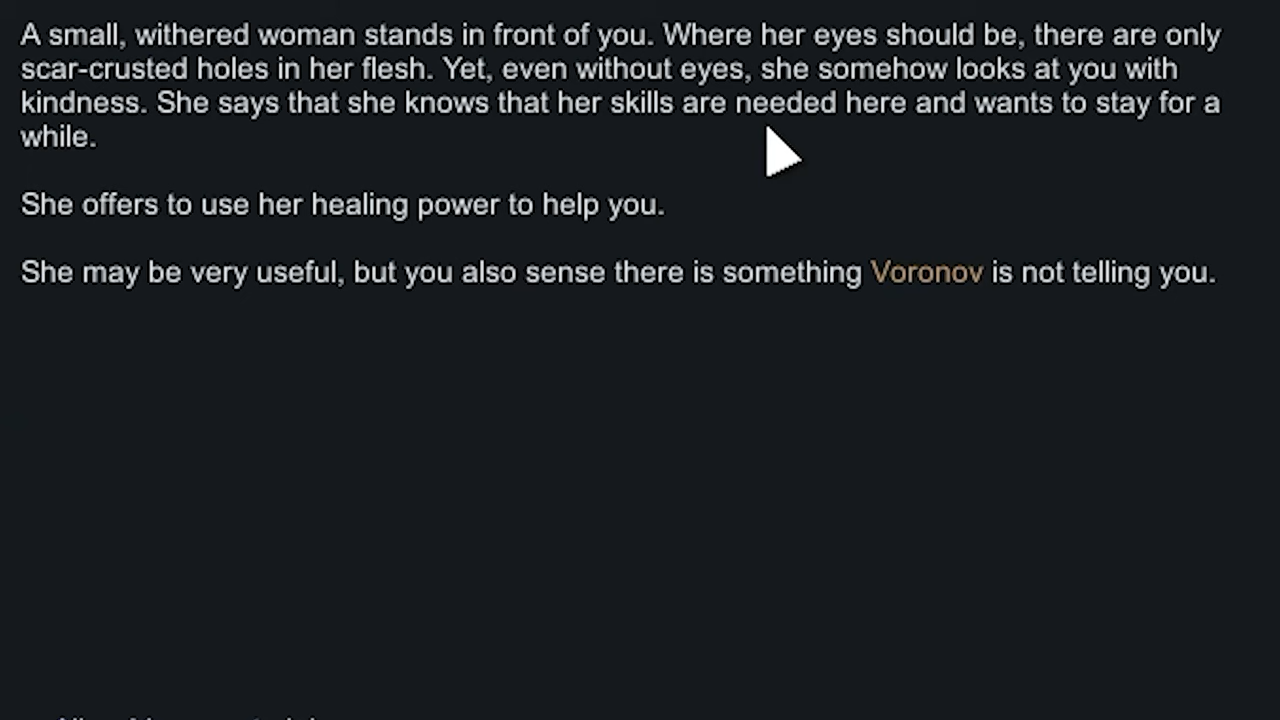 A small, withered woman stands in front of you. Where her eyes should be, there are only
scar-crusted holes in her flesh. Yet, even without eyes, she somehow looks at you with
kindness. She says that she knows that her skills are needed here and wants to stay for a
while.
She offers to use her healing power to help you.
She may be very useful, but you also sense there is something Voronov is not telling you.